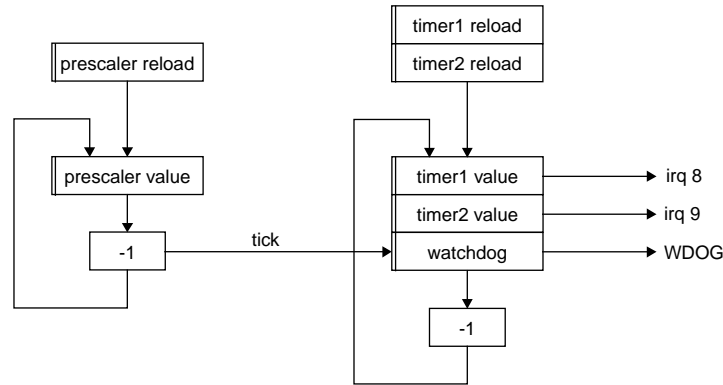 timer1 reload
prescaler reload
timer2 reload
prescaler value
timer1 value
irq 8
timer2 value
irq 9
-1
tick
watchdog
WDOG
-1